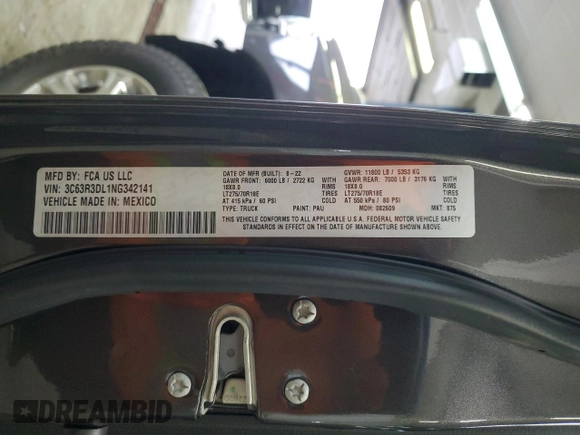 MFD BY: FCA US LLC
VIN: 3C63R3DL1NG342141
VEHICLE MADE IN: MEXICO
DATE OF MFR (BUILT): 8-22 GVWR: 11800 LB / 5353 KG
GAWR FRONT: 6000 LB / 2722 KG WITH GAWR REAR: 7000 LB / 3176 KG WITH
18X8.0 RIMS 18X8.0 RIMS
LT275/70R18E TIRES LT275/70R18E TIRES
AT 415 kPa / 60 PSI COLD AT 550 kPa / 80 PSI COLD
TYPE: TRUCK PAINT: PAU MDH: 082609 MKT: 875
THIS VEHICLE CONFORMS TO ALL APPLICABLE U.S.A. FEDERAL MOTOR VEHICLE SAFETY
STANDARDS IN EFFECT ON THE DATE OF MANUFACTURE SHOWN ABOVE
DREAMBID